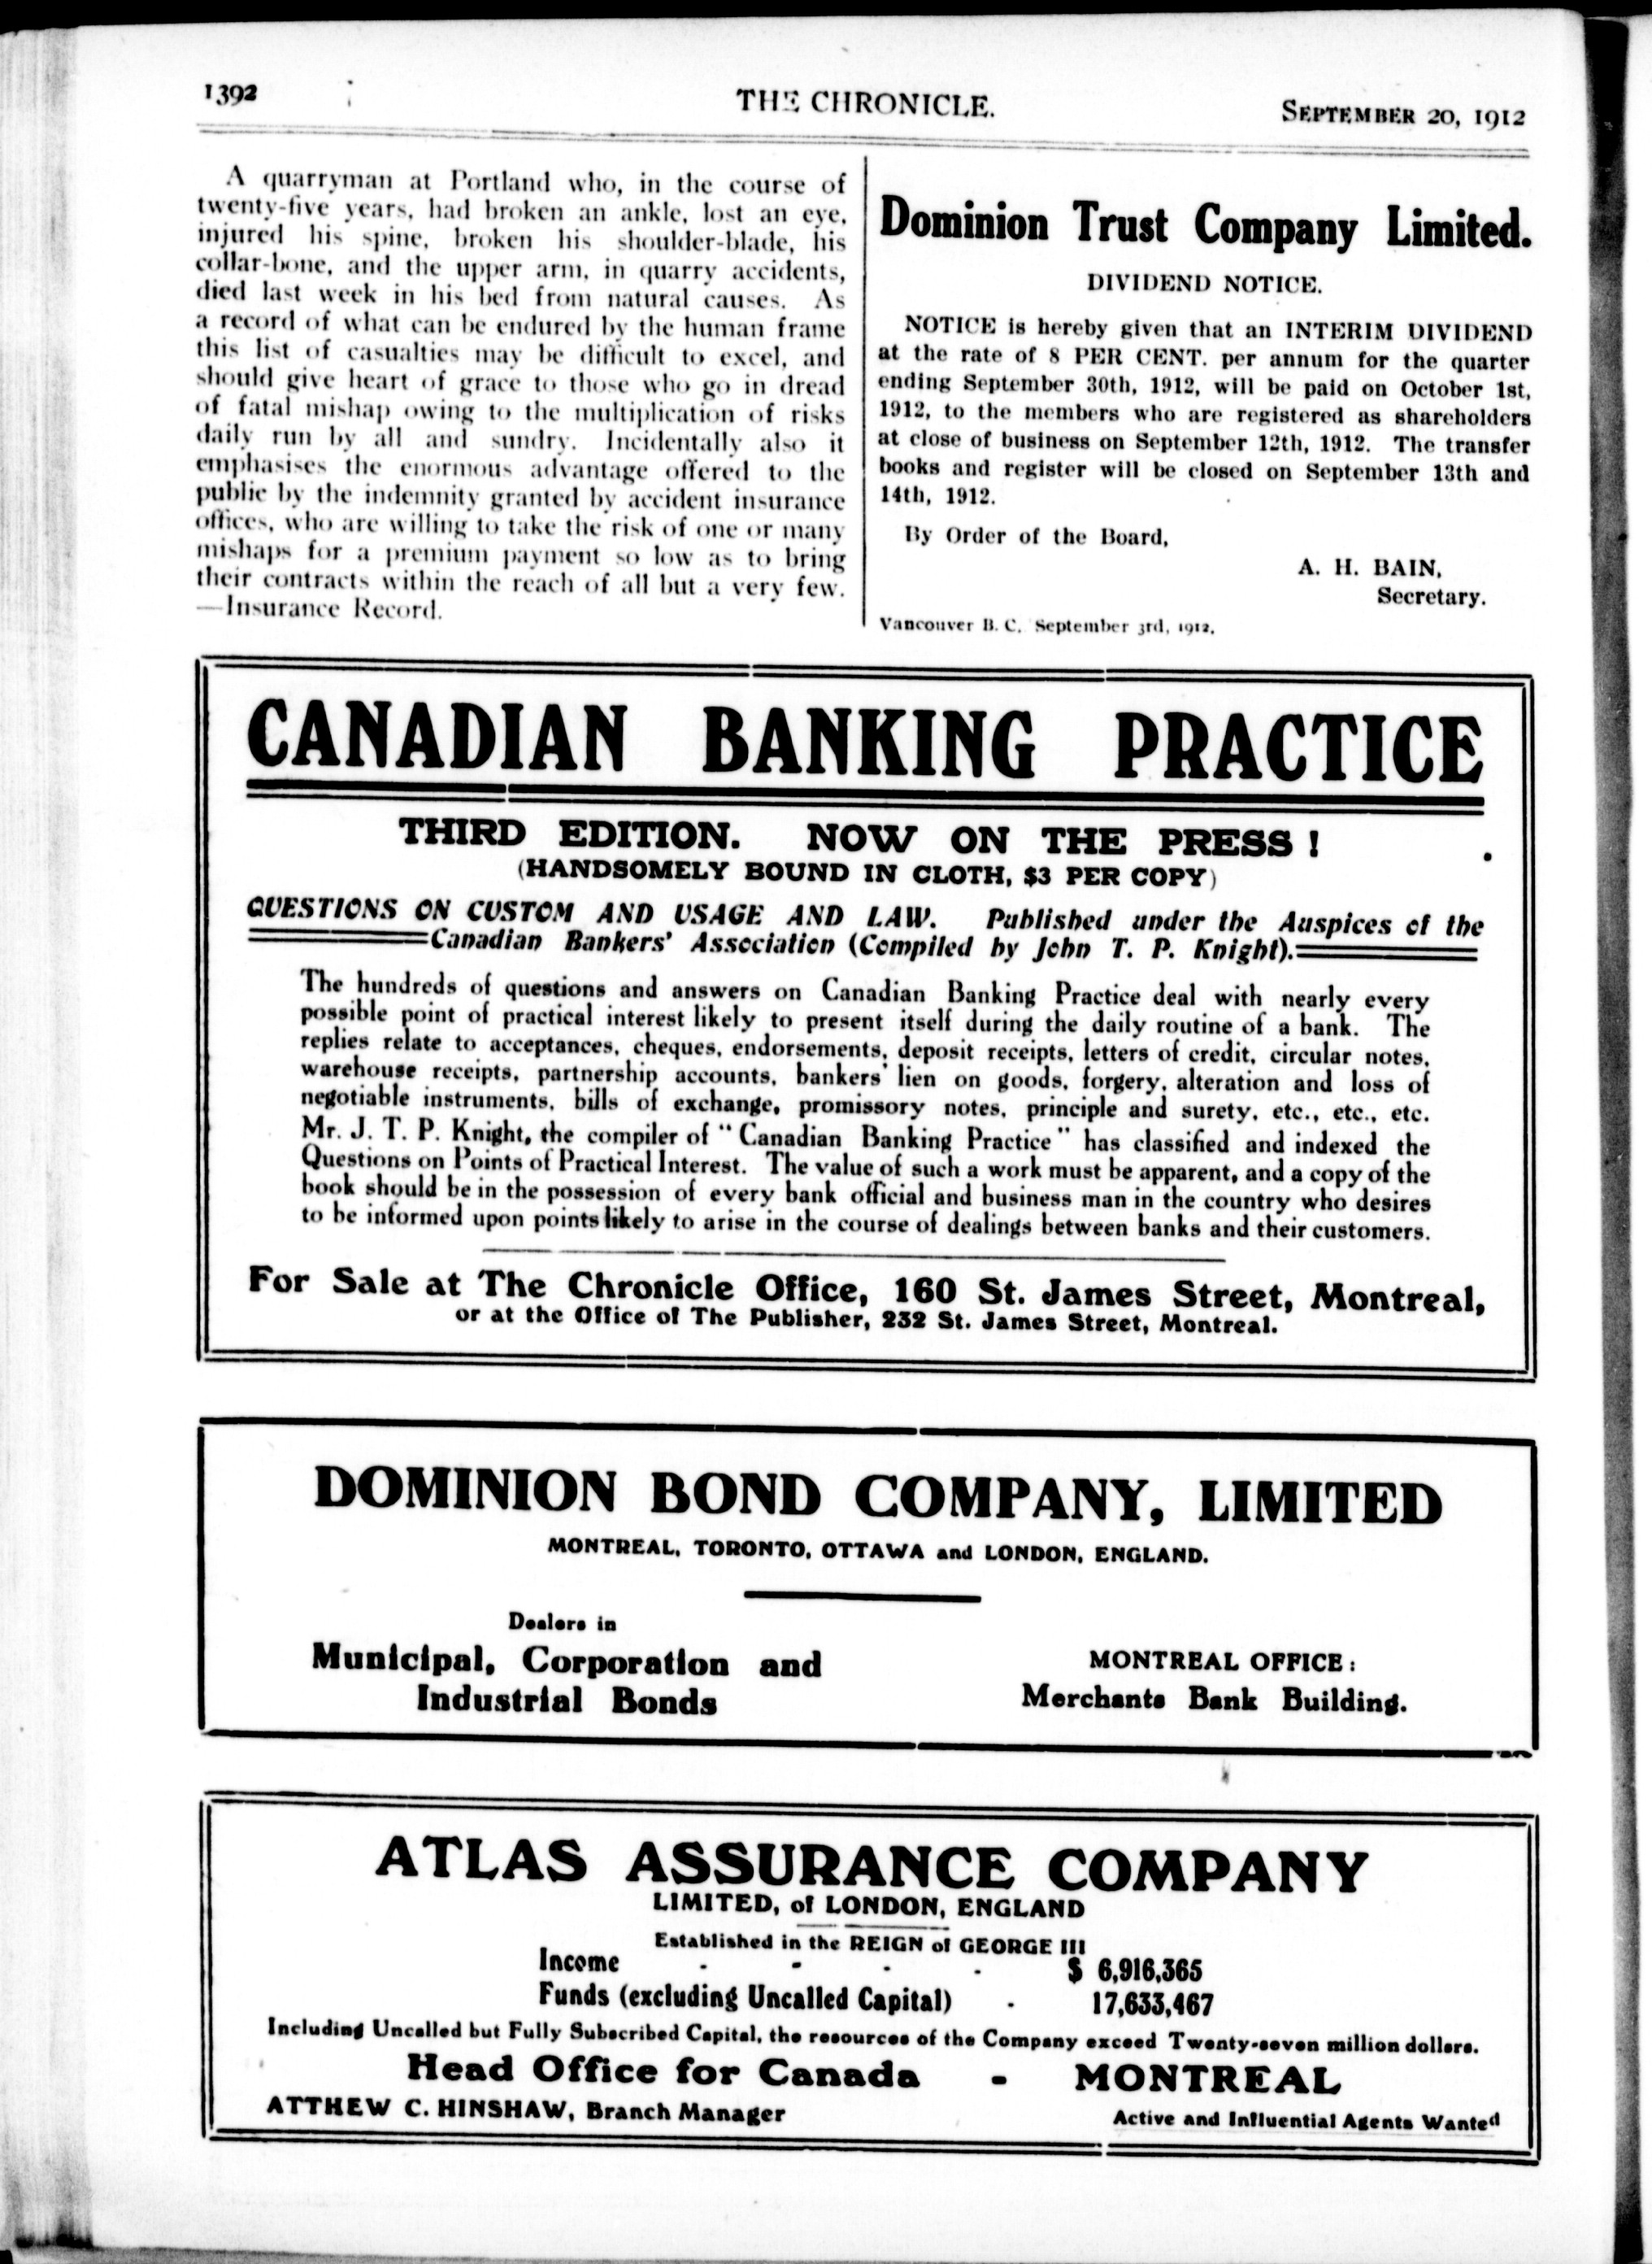 1392
THE CHRONICLE.
SEPTEMBER 20, 1912
A quarryman at Portland who, in the course of
twenty-five years, had broken an ankle, lost an eye,
injured his spine, broken his shoulder-blade, his
collar-bone, and the upper arm, in quarry accidents,
died last week in his bed from natural causes. As
a record of what can be endured by the human frame
this list of casualties may be difficult to excel, and
should give heart of grace to those who go in dread
of fatal mishap owing to the multiplication of risks
daily run by all and sundry. Incidentally also it
emphasises the enormous advantage offered to the
public by the indemnity granted by accident insurance
offices, who are willing to take the risk of one or many
mishaps for a premium payment so low as to bring
their contracts within the reach of all but a very few.
—Insurance Record.
Dominion Trust Company Limited.
DIVIDEND NOTICE.
NOTICE is hereby given that an INTERIM DIVIDEND
at the rate of 8 PER CENT. per annum for the quarter
ending September 30th, 1912, will be paid on October 1st,
1912, to the members who are registered as shareholders
at close of business on September 12th, 1912. The transfer
books and register will be closed on September 13th and
14th, 1912.
By Order of the Board,
A. H. BAIN,
Secretary.
Vancouver B. C. September 3rd, 1912.
CANADIAN BANKING PRACTICE
THIRD EDITION. NOW ON THE PRESS !
(HANDSOMELY BOUND IN CLOTH, $3 PER COPY)
QUESTIONS ON CUSTOM AND USAGE AND LAW. Published under the Auspices of the
Canadian Bankers' Association (Compiled by John T. P. Knight).
The hundreds of questions and answers on Canadian Banking Practice deal with nearly every
possible point of practical interest likely to present itself during the daily routine of a bank. The
replies relate to acceptances, cheques, endorsements, deposit receipts, letters of credit, circular notes,
warehouse receipts, partnership accounts, bankers' lien on goods, forgery, alteration and loss of
negotiable instruments, bills of exchange, promissory notes, principle and surety, etc., etc., etc.
Mr. J. T. P. Knight, the compiler of "Canadian Banking Practice" has classified and indexed the
Questions on Points of Practical Interest. The value of such a work must be apparent, and a copy of the
book should be in the possession of every bank official and business man in the country who desires
to be informed upon points likely to arise in the course of dealings between banks and their customers.
For Sale at The Chronicle Office, 160 St. James Street, Montreal,
or at the Office of The Publisher, 232 St. James Street, Montreal.
DOMINION BOND COMPANY, LIMITED
MONTREAL, TORONTO, OTTAWA and LONDON, ENGLAND.
Dealers in
Municipal, Corporation and
Industrial Bonds
MONTREAL OFFICE :
Merchants Bank Building.
ATLAS ASSURANCE COMPANY
LIMITED, of LONDON, ENGLAND
Established in the REIGN of GEORGE III
Income - - - - $ 6,916,365
Funds (excluding Uncalled Capital) - 17,633,467
Including Uncalled but Fully Subscribed Capital, the resources of the Company exceed Twenty-seven million dollars.
Head Office for Canada - MONTREAL
ATTHEW C. HINSHAW, Branch Manager
Active and Influential Agents Wanted